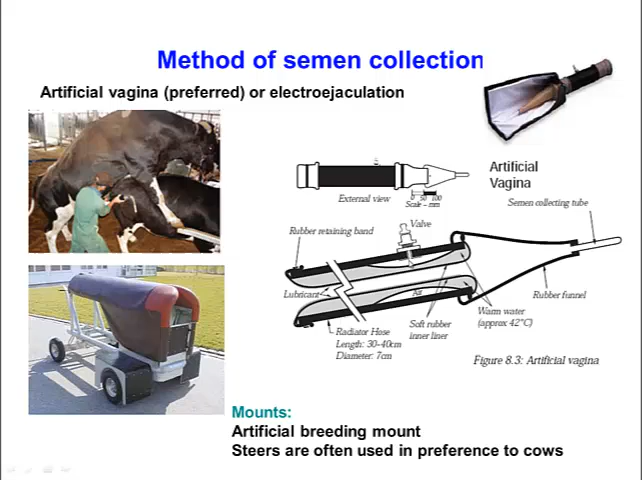 Method of semen collection
Artificial vagina (preferred) or electroejaculation
Artificial
Vagina
External view
0 50 100
Scale – mm
Semen collecting tube
Valve
Rubber retaining band
Lubricant
Air
Rubber funnel
Warm water
(approx 42°C)
Soft rubber
inner liner
Radiator Hose
Length: 30-40cm
Diameter: 7cm
Figure 8.3: Artificial vagina
Mounts:
Artificial breeding mount
Steers are often used in preference to cows